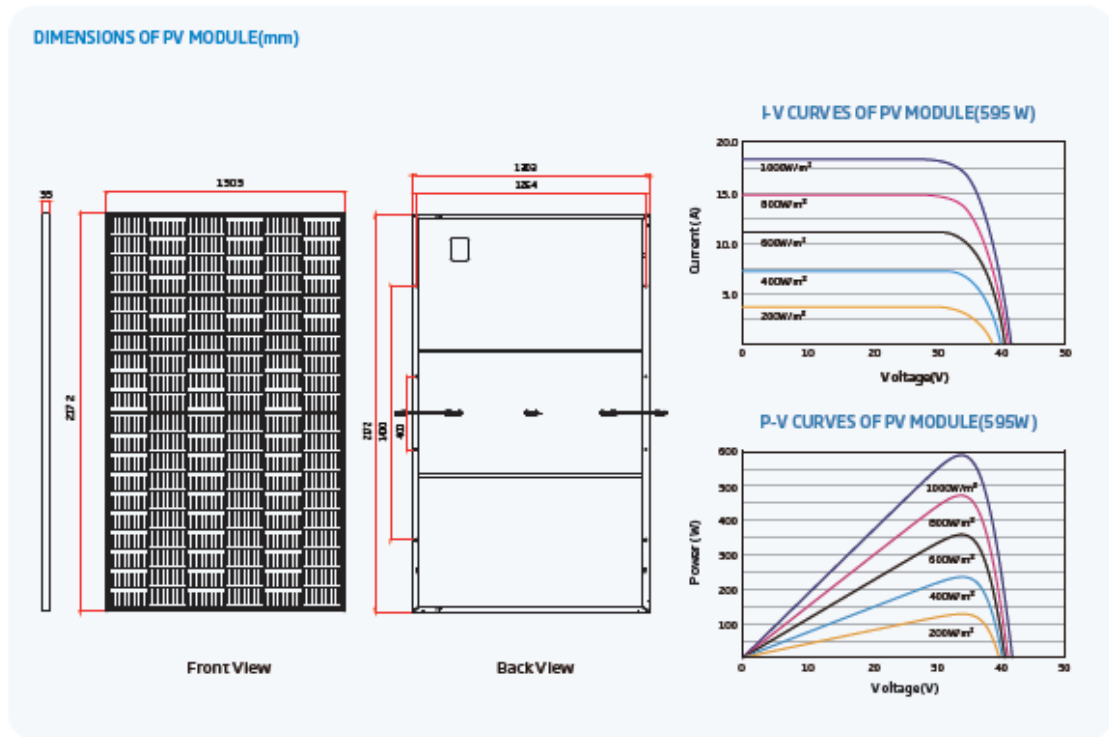 DIMENSIONS OF PV MODULE(mm)
35
1303
2172
Front View
1303
1264
2172
1400
400
Back View
I-V CURVES OF PV MODULE(595 W)
Current (A)
20.0
15.0
10.0
5.0
1000W/m²
800W/m²
600W/m²
400W/m²
200W/m²
0 10 20 30 40 50
Voltage(V)
P-V CURVES OF PV MODULE(595W)
Power (W)
600
500
400
300
200
100
1000W/m²
800W/m²
600W/m²
400W/m²
200W/m²
0 10 20 30 40 50
Voltage(V)